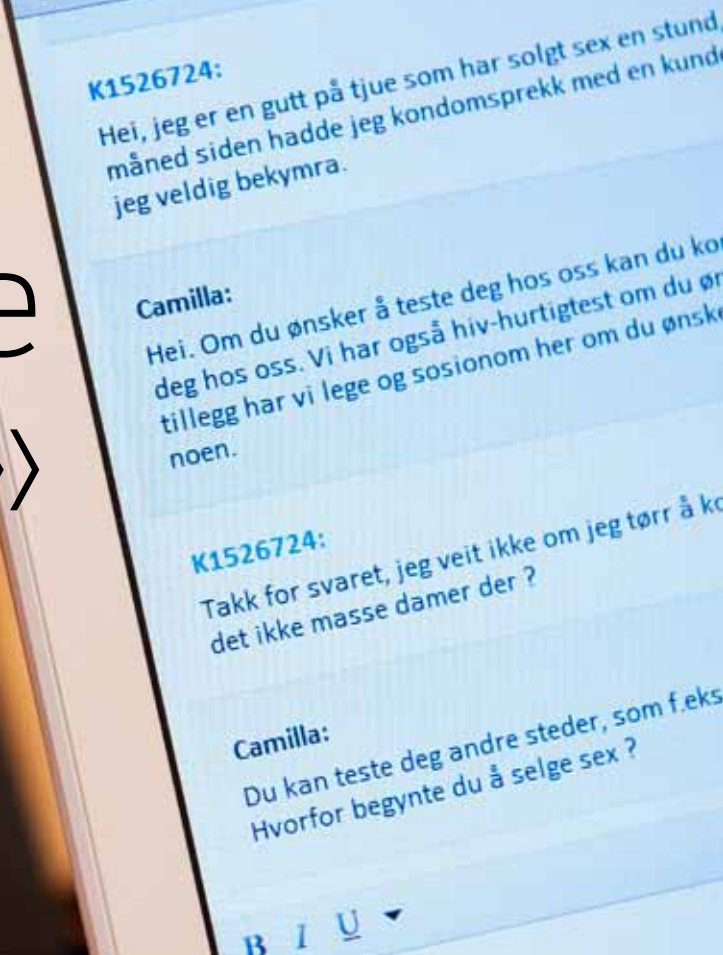 K1526724:
Hei, jeg er en gutt på tjue som har solgt sex en stund,
måned siden hadde jeg kondomsprekk med en kunde
jeg veldig bekymra.
e
»
Camilla:
Hei. Om du ønsker å teste deg hos oss kan du
deg hos oss. Vi har også hiv-hurtigtest om du
tillegg har vi lege og sosionom her om du
noen.
K1526724:
Takk for svaret, jeg veit ikke om jeg tørr å
det ikke masse damer der ?
Camilla:
Du kan teste deg andre steder, som f.eks
Hvorfor begynte du å selge sex ?
B I U